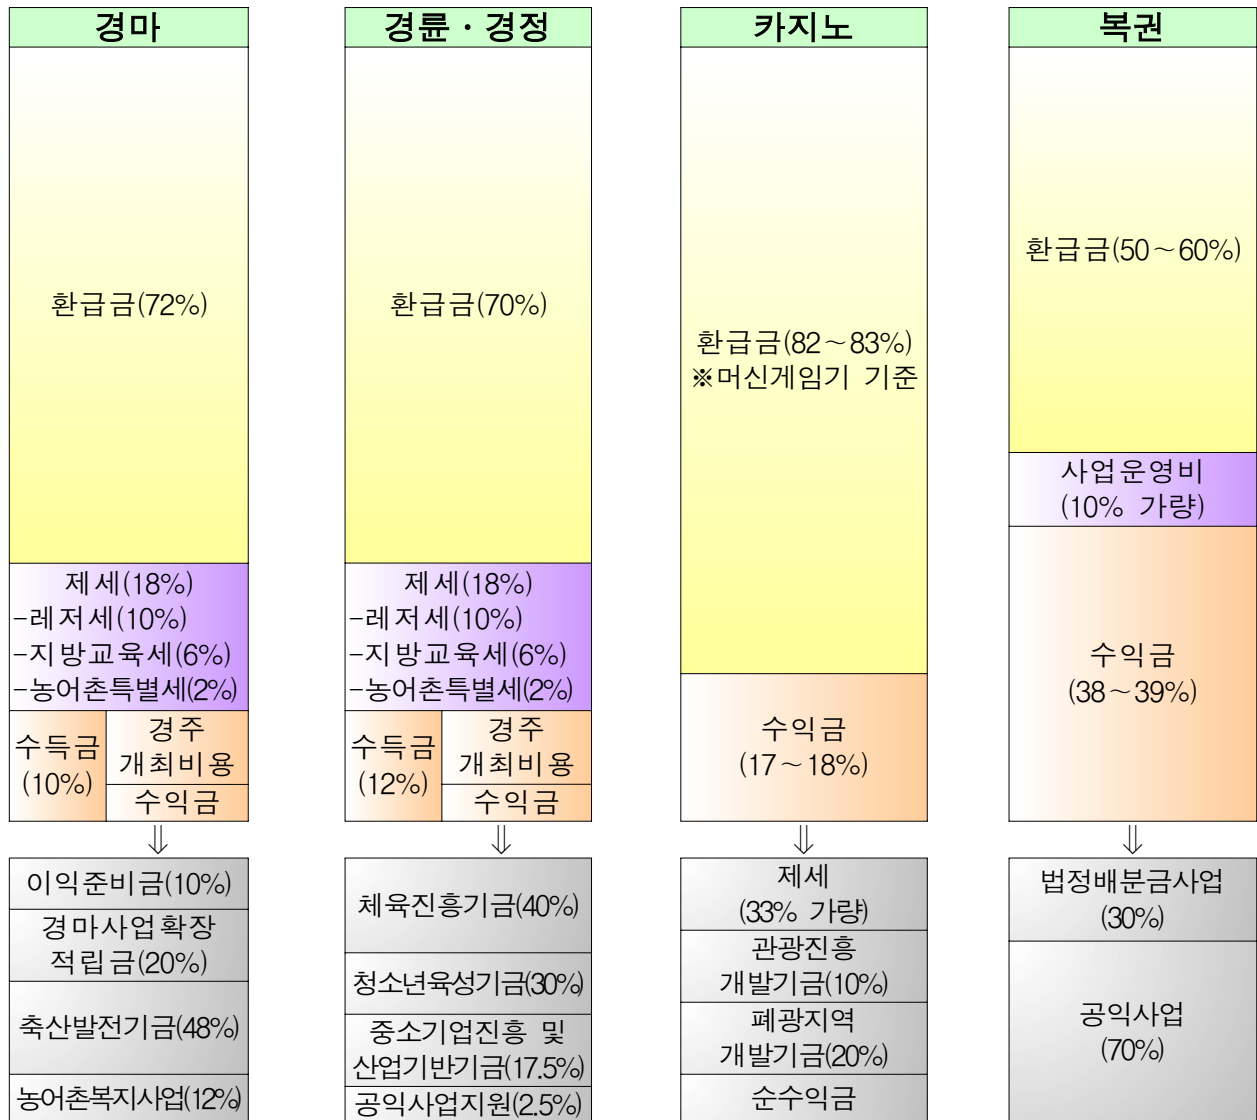 경마
환급금(72%)
제세(18%)
-레저세(10%)
-지방교육세(6%)
-농어촌특별세(2%)
수득금
(10%)
경주
개최비용
수익금
⇓
이익준비금(10%)
경마사업확장
적립금(20%)
축산발전기금(48%)
농어촌복지사업(12%)
경륜·경정
환급금(70%)
제세(18%)
-레저세(10%)
-지방교육세(6%)
-농어촌특별세(2%)
수득금
(12%)
경주
개최비용
수익금
⇓
체육진흥기금(40%)
청소년육성기금(30%)
중소기업진흥 및
산업기반기금(17.5%)
공익사업지원(2.5%)
카지노
환급금(82~83%)
※머신게임기 기준
수익금
(17~18%)
⇓
제세
(33% 가량)
관광진흥
개발기금(10%)
폐광지역
개발기금(20%)
순수익금
복권
환급금(50~60%)
사업운영비
(10% 가량)
수익금
(38~39%)
⇓
법정배분금사업
(30%)
공익사업
(70%)